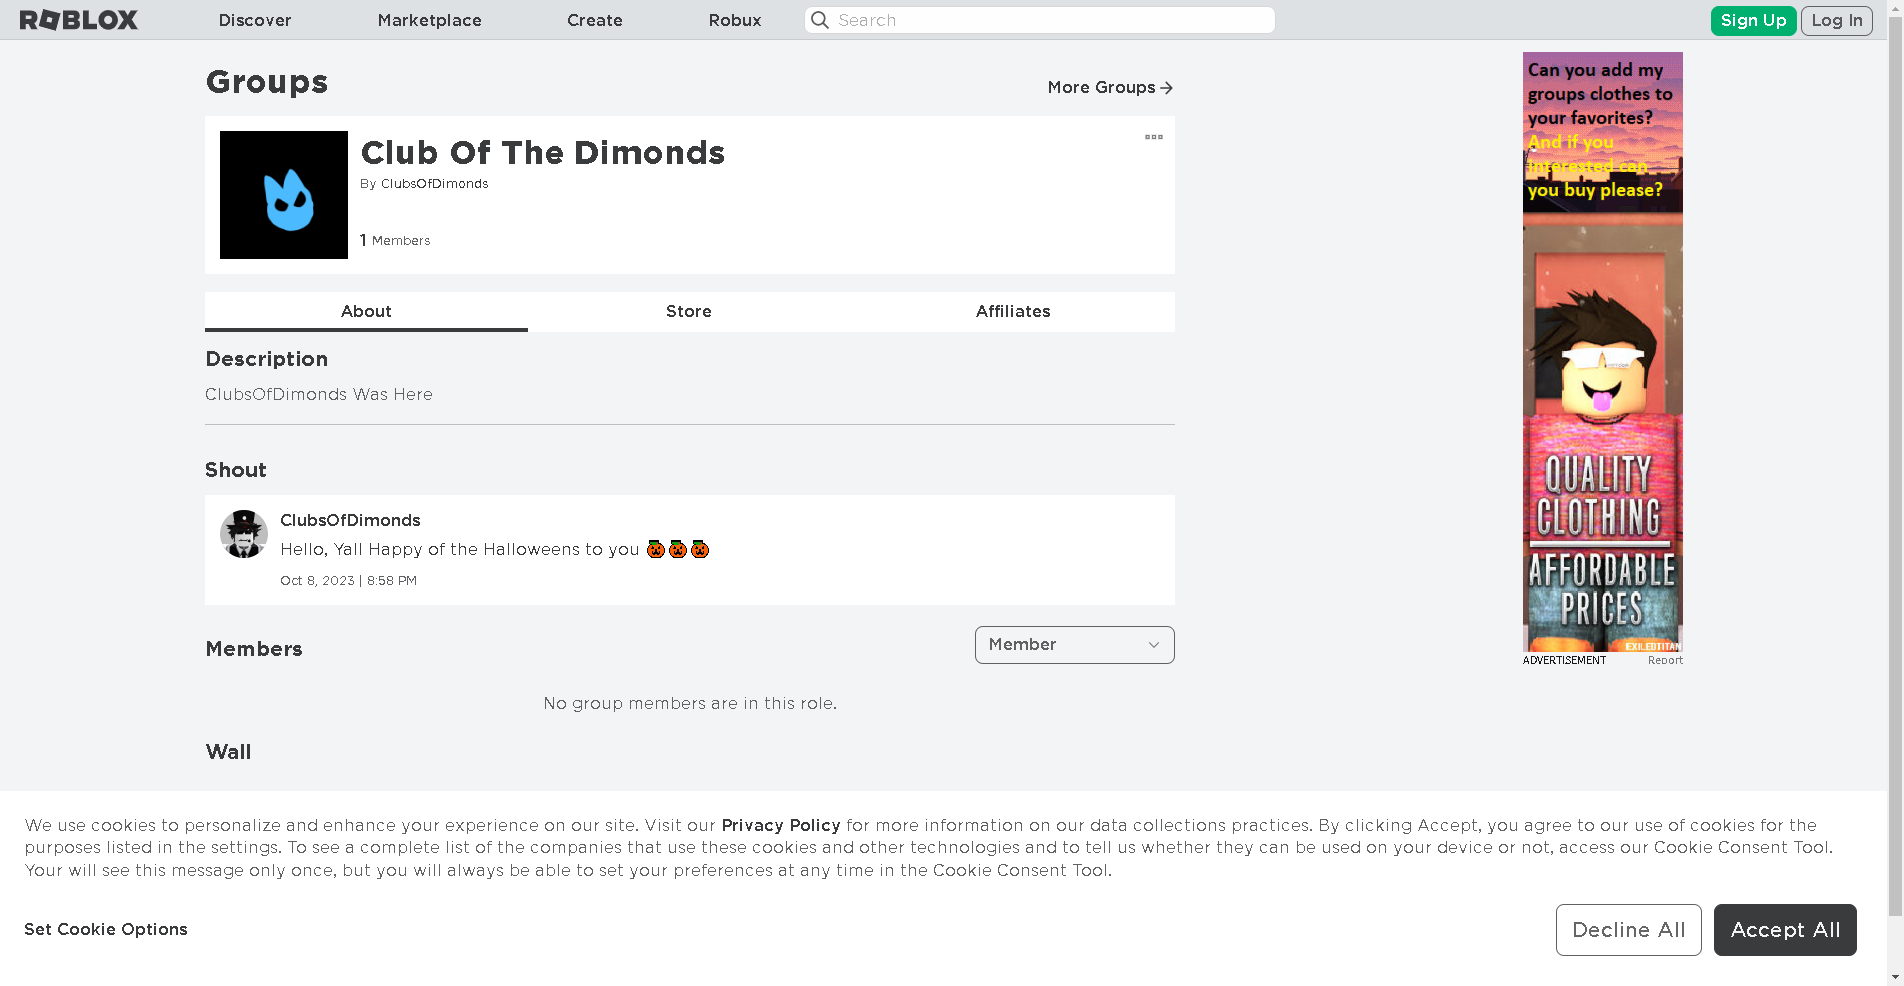 ROBLOX
Discover
Marketplace
Create
Robux
Search
Sign Up
Log In
Groups
More Groups
Club Of The Dimonds
By ClubsOfDimonds
1 Members
About
Store
Affiliates
Description
ClubsOfDimonds Was Here
Shout
ClubsOfDimonds
Hello, Yall Happy of the Halloweens to you 🎃🎃🎃
Oct 8, 2023 | 8:58 PM
Members
Member
No group members are in this role.
Wall
Can you add my
groups clothes to
your favorites?
And if you
interested can
you buy please?
QUALITY
CLOTHING
AFFORDABLE
PRICES
EXILEDTITAN
ADVERTISEMENT
Report
We use cookies to personalize and enhance your experience on our site. Visit our Privacy Policy for more information on our data collections practices. By clicking Accept, you agree to our use of cookies for the
purposes listed in the settings. To see a complete list of the companies that use these cookies and other technologies and to tell us whether they can be used on your device or not, access our Cookie Consent Tool.
Your will see this message only once, but you will always be able to set your preferences at any time in the Cookie Consent Tool.
Set Cookie Options
Decline All
Accept All